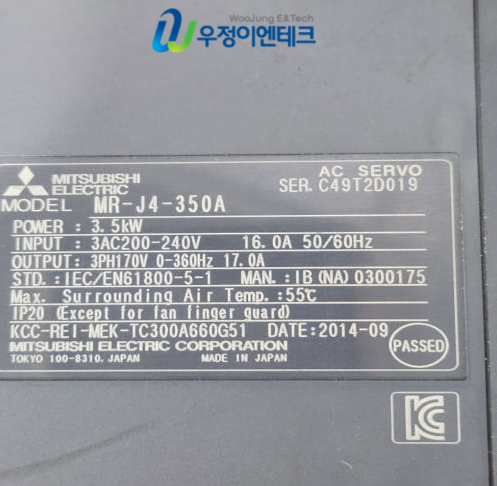 WooJung E&Tech
우정이엔테크
MITSUBISHI
ELECTRIC
AC SERVO
SER. C49T2D019
MODEL MR-J4-350A
POWER : 3.5kW
INPUT : 3AC200-240V 16.0A 50/60Hz
OUTPUT: 3PH170V 0-360Hz 17.0A
STD. : IEC/EN61800-5-1 MAN. : IB(NA)0300175
Max. Surrounding Air Temp. :55℃
IP20 (Except for fan finger guard)
KCC-REI-MEK-TC300A660G51 DATE:2014-09
MITSUBISHI ELECTRIC CORPORATION
TOKYO 100-8310, JAPAN MADE IN JAPAN
PASSED